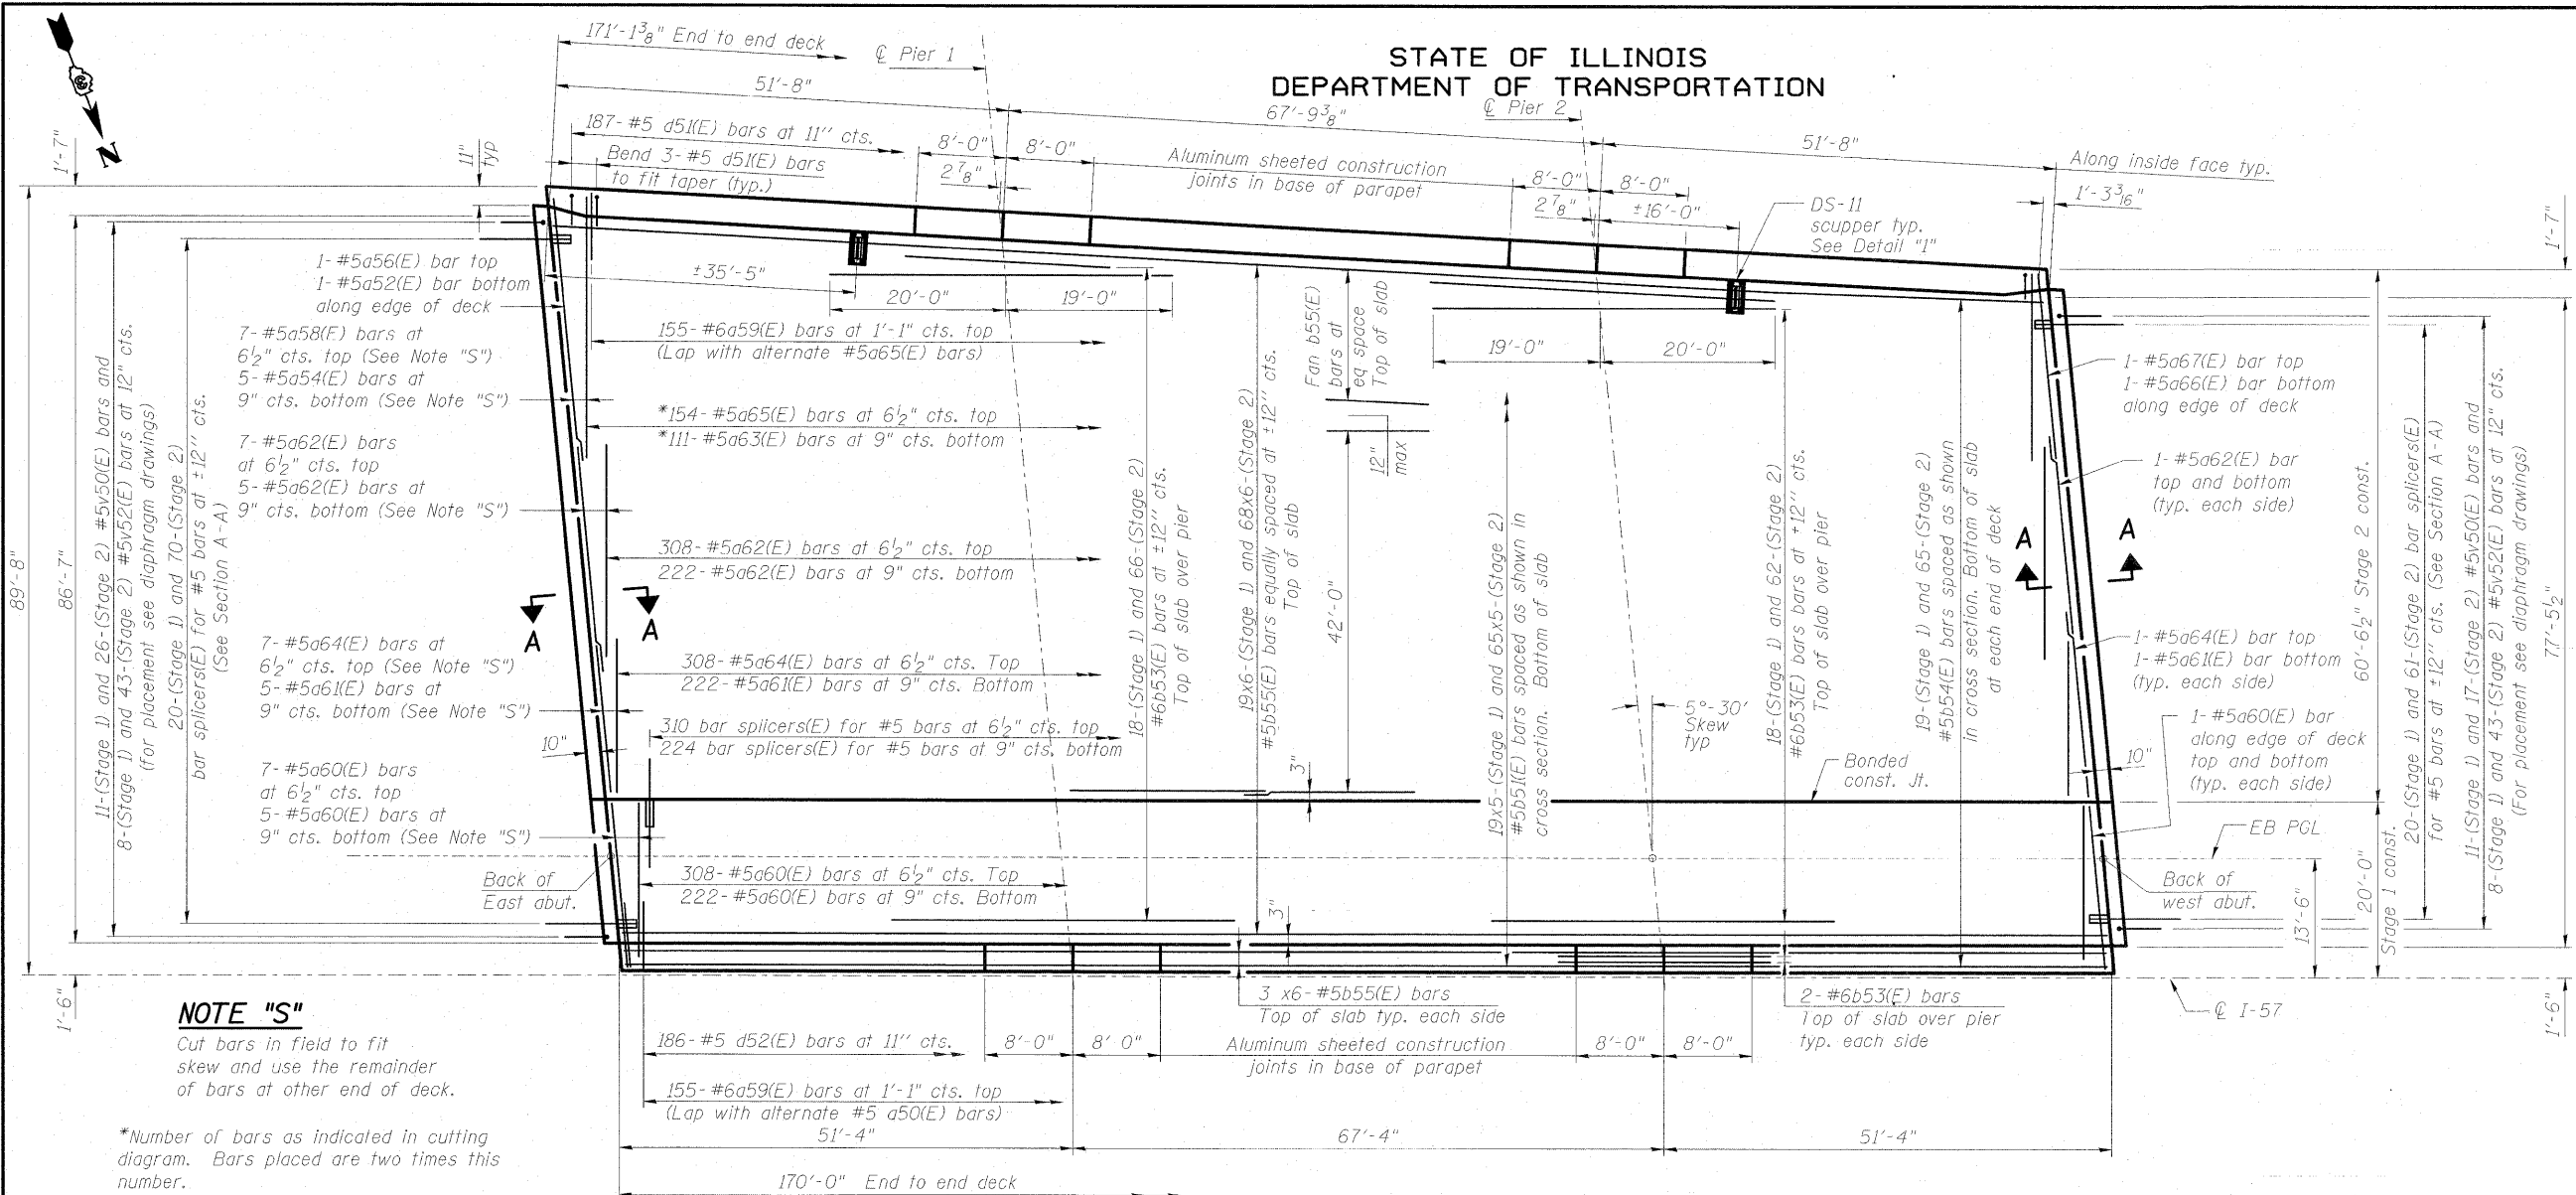 STATE OF ILLINOIS
DEPARTMENT OF TRANSPORTATION
N
171'-1 3/8" End to end deck
℄ Pier 1
51'-8"
67'-9 3/8"
℄ Pier 2
51'-8"
Along inside face typ.
1'-3 3/16"
187-#5 d51(E) bars at 11" cts.
Bend 3-#5 d51(E) bars
to fit taper (typ.)
8'-0"
8'-0"
2 7/8"
Aluminum sheeted construction
joints in base of parapet
8'-0"
8'-0"
2 7/8"
±16'-0"
DS-11
scupper typ.
See Detail "1"
1'-7"
11"
typ
1'-7"
89'-8"
86'-7"
11-(Stage 1) and 26-(Stage 2) #5v50(E) bars and
8-(Stage 1) and 43-(Stage 2) #5v52(E) bars at 12" cts.
(for placement see diaphragm drawings)
20-(Stage 1) and 70-(Stage 2)
bar splicers(E) for #5 bars at ±12" cts.
(See Section A-A)
1-#5a56(E) bar top
1-#5a52(E) bar bottom
along edge of deck
7-#5a58(E) bars at
6 1/2" cts. top (See Note "S")
5-#5a54(E) bars at
9" cts. bottom (See Note "S")
7-#5a62(E) bars
at 6 1/2" cts. top
5-#5a62(E) bars at
9" cts. bottom (See Note "S")
7-#5a64(E) bars at
6 1/2" cts. top (See Note "S")
5-#5a61(E) bars at
9" cts. bottom (See Note "S")
10"
7-#5a60(E) bars
at 6 1/2" cts. top
5-#5a60(E) bars at
9" cts. bottom (See Note "S")
Back of
East abut.
A
A
±35'-5"
20'-0"
19'-0"
155-#6a59(E) bars at 1'-1" cts. top
(Lap with alternate #5a65(E) bars)
*154-#5a65(E) bars at 6 1/2" cts. top
*111-#5a63(E) bars at 9" cts. bottom
308-#5a62(E) bars at 6 1/2" cts. top
222-#5a62(E) bars at 9" cts. bottom
308-#5a64(E) bars at 6 1/2" cts. Top
222-#5a61(E) bars at 9" cts. Bottom
310 bar splicers(E) for #5 bars at 6 1/2" cts. top
224 bar splicers(E) for #5 bars at 9" cts. bottom
308-#5a60(E) bars at 6 1/2" cts. Top
222-#5a60(E) bars at 9" cts. Bottom
18-(Stage 1) and 66-(Stage 2)
#6b53(E) bars at ±12" cts.
Top of slab over pier
19x6-(Stage 1) and 68x6-(Stage 2)
#5b55(E) bars equally spaced at ±12" cts.
Top of slab
Fan b55(E)
bars at
eq space
Top of slab
12"
max
42'-0"
3"
3"
19'-0"
20'-0"
19x5-(Stage 1) and 65x5-(Stage 2)
#5b51(E) bars spaced as shown in
cross section. Bottom of slab
5°-30'
Skew
typ
18-(Stage 1) and 62-(Stage 2)
#6b53(E) bars at ±12" cts.
Top of slab over pier
19-(Stage 1) and 65-(Stage 2)
#5b54(E) bars spaced as shown
in cross section. Bottom of slab
at each end of deck
Bonded
const. Jt.
1-#5a67(E) bar top
1-#5a66(E) bar bottom
along edge of deck
1-#5a62(E) bar
top and bottom
(typ. each side)
A
A
1-#5a64(E) bar top
1-#5a61(E) bar bottom
(typ. each side)
1-#5a60(E) bar
along edge of deck
top and bottom
(typ. each side)
10"
EB PGL
Back of
west abut.
13'-6"
60'-6 1/2" Stage 2 const.
20'-0"
Stage 1 const.
20-(Stage 1) and 61-(Stage 2) bar splicers(E)
for #5 bars at ±12" cts. (See Section A-A)
11-(Stage 1) and 17-(Stage 2) #5v50(E) bars and
8-(Stage 1) and 43-(Stage 2) #5v52(E) bars at 12" cts.
(For placement see diaphragm drawings)
77'-5 1/2"
1'-6"
1'-6"
℄ I-57
3 x6-#5b55(E) bars
Top of slab typ. each side
2-#6b53(E) bars
Top of slab over pier
typ. each side
186-#5 d52(E) bars at 11" cts.
8'-0"
8'-0"
Aluminum sheeted construction
joints in base of parapet
8'-0"
8'-0"
155-#6a59(E) bars at 1'-1" cts. top
(Lap with alternate #5 a50(E) bars)
51'-4"
67'-4"
51'-4"
170'-0" End to end deck
NOTE "S"
Cut bars in field to fit
skew and use the remainder
of bars at other end of deck.
*Number of bars as indicated in cutting
diagram. Bars placed are two times this
number.